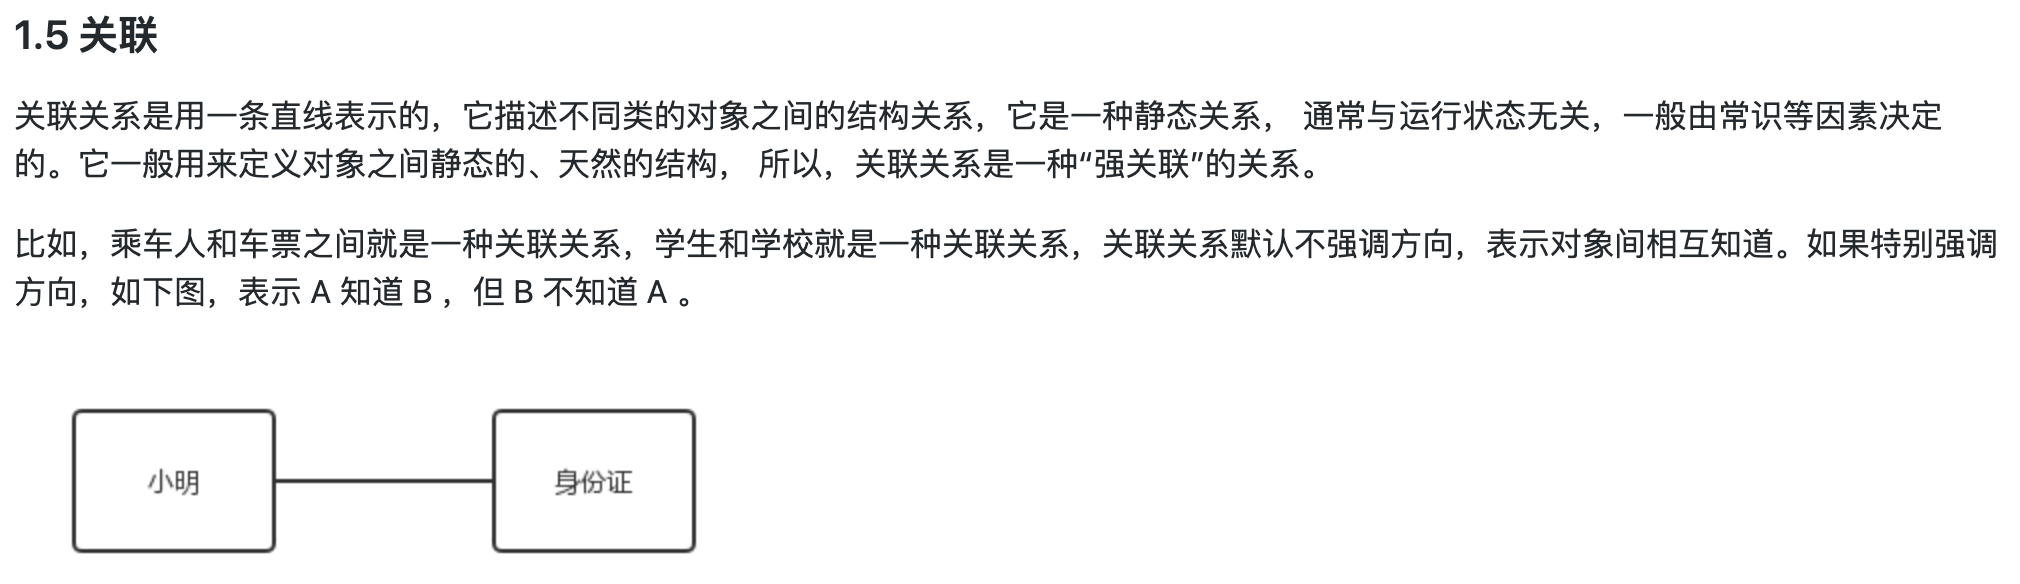 1.5 关联
关联关系是用一条直线表示的，它描述不同类的对象之间的结构关系，它是一种静态关系， 通常与运行状态无关，一般由常识等因素决定
的。它一般用来定义对象之间静态的、天然的结构， 所以，关联关系是一种“强关联”的关系。
比如，乘车人和车票之间就是一种关联关系，学生和学校就是一种关联关系，关联关系默认不强调方向，表示对象间相互知道。如果特别强调
方向，如下图，表示 A 知道 B ，但 B 不知道 A 。
小明
身份证